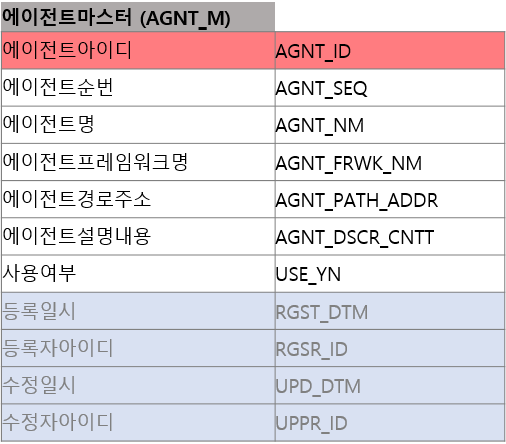 에이전트마스터 (AGNT_M)
에이전트아이디 AGNT_ID
에이전트순번 AGNT_SEQ
에이전트명 AGNT_NM
에이전트프레임워크명 AGNT_FRWK_NM
에이전트경로주소 AGNT_PATH_ADDR
에이전트설명내용 AGNT_DSCR_CNTT
사용여부 USE_YN
등록일시 RGST_DTM
등록자아이디 RGSR_ID
수정일시 UPD_DTM
수정자아이디 UPPR_ID